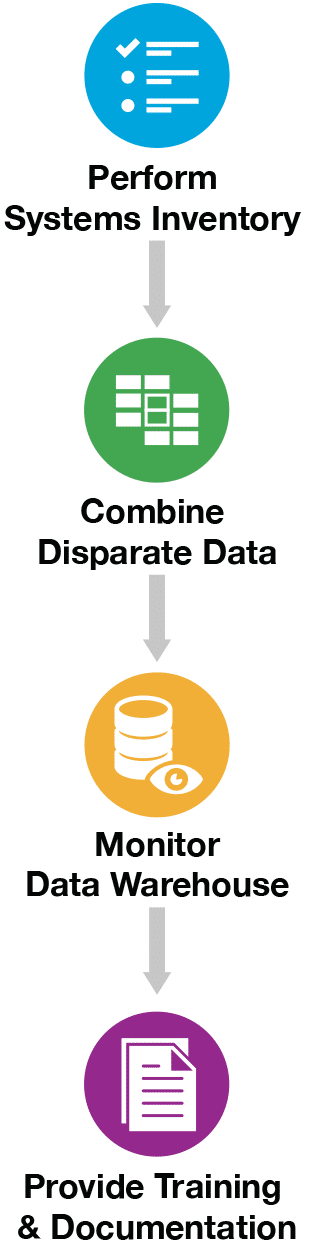 Perform
Systems Inventory
Combine
Disparate Data
Monitor
Data Warehouse
Provide Training
& Documentation